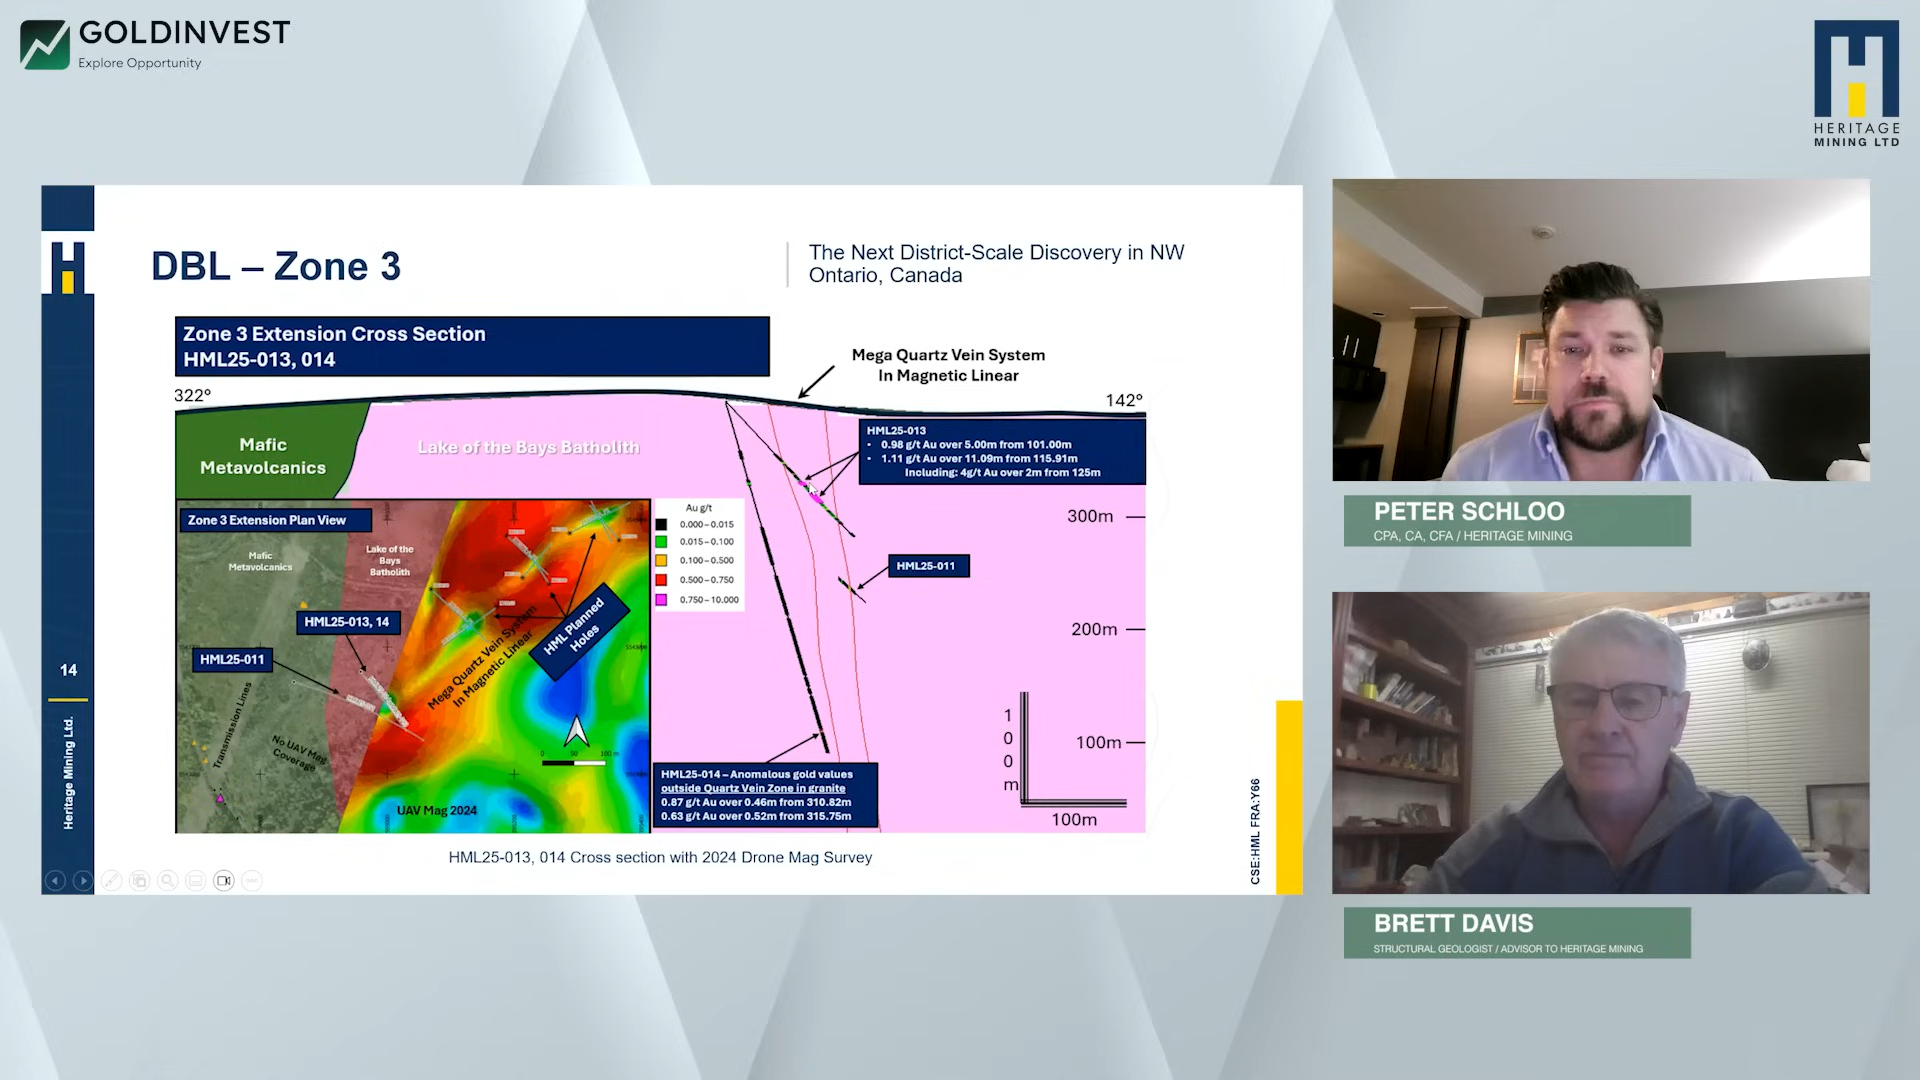 GOLDINVEST
Explore Opportunity
HERITAGE
MINING LTD
DBL – Zone 3
The Next District-Scale Discovery in NW
Ontario, Canada
Zone 3 Extension Cross Section
HML25-013, 014
Mega Quartz Vein System
In Magnetic Linear
322°
142°
Mafic
Metavolcanics
Lake of the Bays Batholith
HML25-013
• 0.98 g/t Au over 5.00m from 101.00m
• 1.11 g/t Au over 11.09m from 115.91m
Including: 4g/t Au over 2m from 125m
300m
HML25-011
200m
100m
100m
100m
Au g/t
0.000–0.015
0.015–0.100
0.100–0.500
0.500–0.750
0.750–10.000
HML25-014 – Anomalous gold values
outside Quartz Vein Zone in granite
0.87 g/t Au over 0.46m from 310.82m
0.63 g/t Au over 0.52m from 315.75m
Zone 3 Extension Plan View
Mafic
Metavolcanics
Lake of the
Bays
Batholith
HML25-013, 14
HML25-011
HML Planned
Holes
Mega Quartz Vein System
In Magnetic Linear
Transmission Lines
No UAV Mag
Coverage
UAV Mag 2024
0 50 100 m
HML25-013, 014 Cross section with 2024 Drone Mag Survey
14
Heritage Mining Ltd.
CSE:HML FRA:Y66
PETER SCHLOO
CPA, CA, CFA / HERITAGE MINING
BRETT DAVIS
STRUCTURAL GEOLOGIST / ADVISOR TO HERITAGE MINING